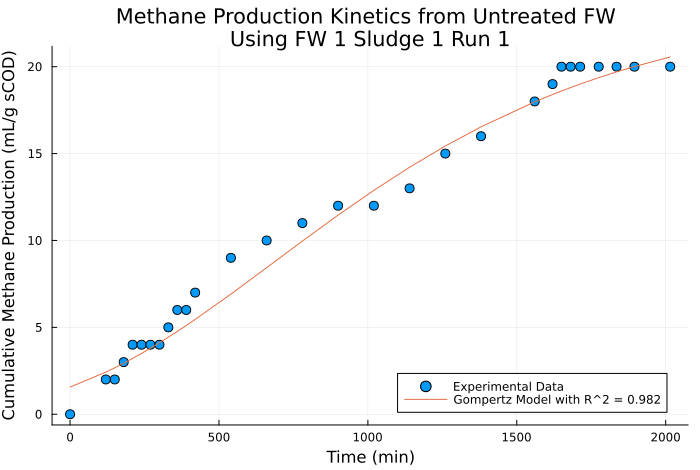 Methane Production Kinetics from Untreated FW
Using FW 1 Sludge 1 Run 1
Cumulative Methane Production (mL/g sCOD)
20
15
10
5
0
Experimental Data
Gompertz Model with R^2 = 0.982
0
500
1000
1500
2000
Time (min)